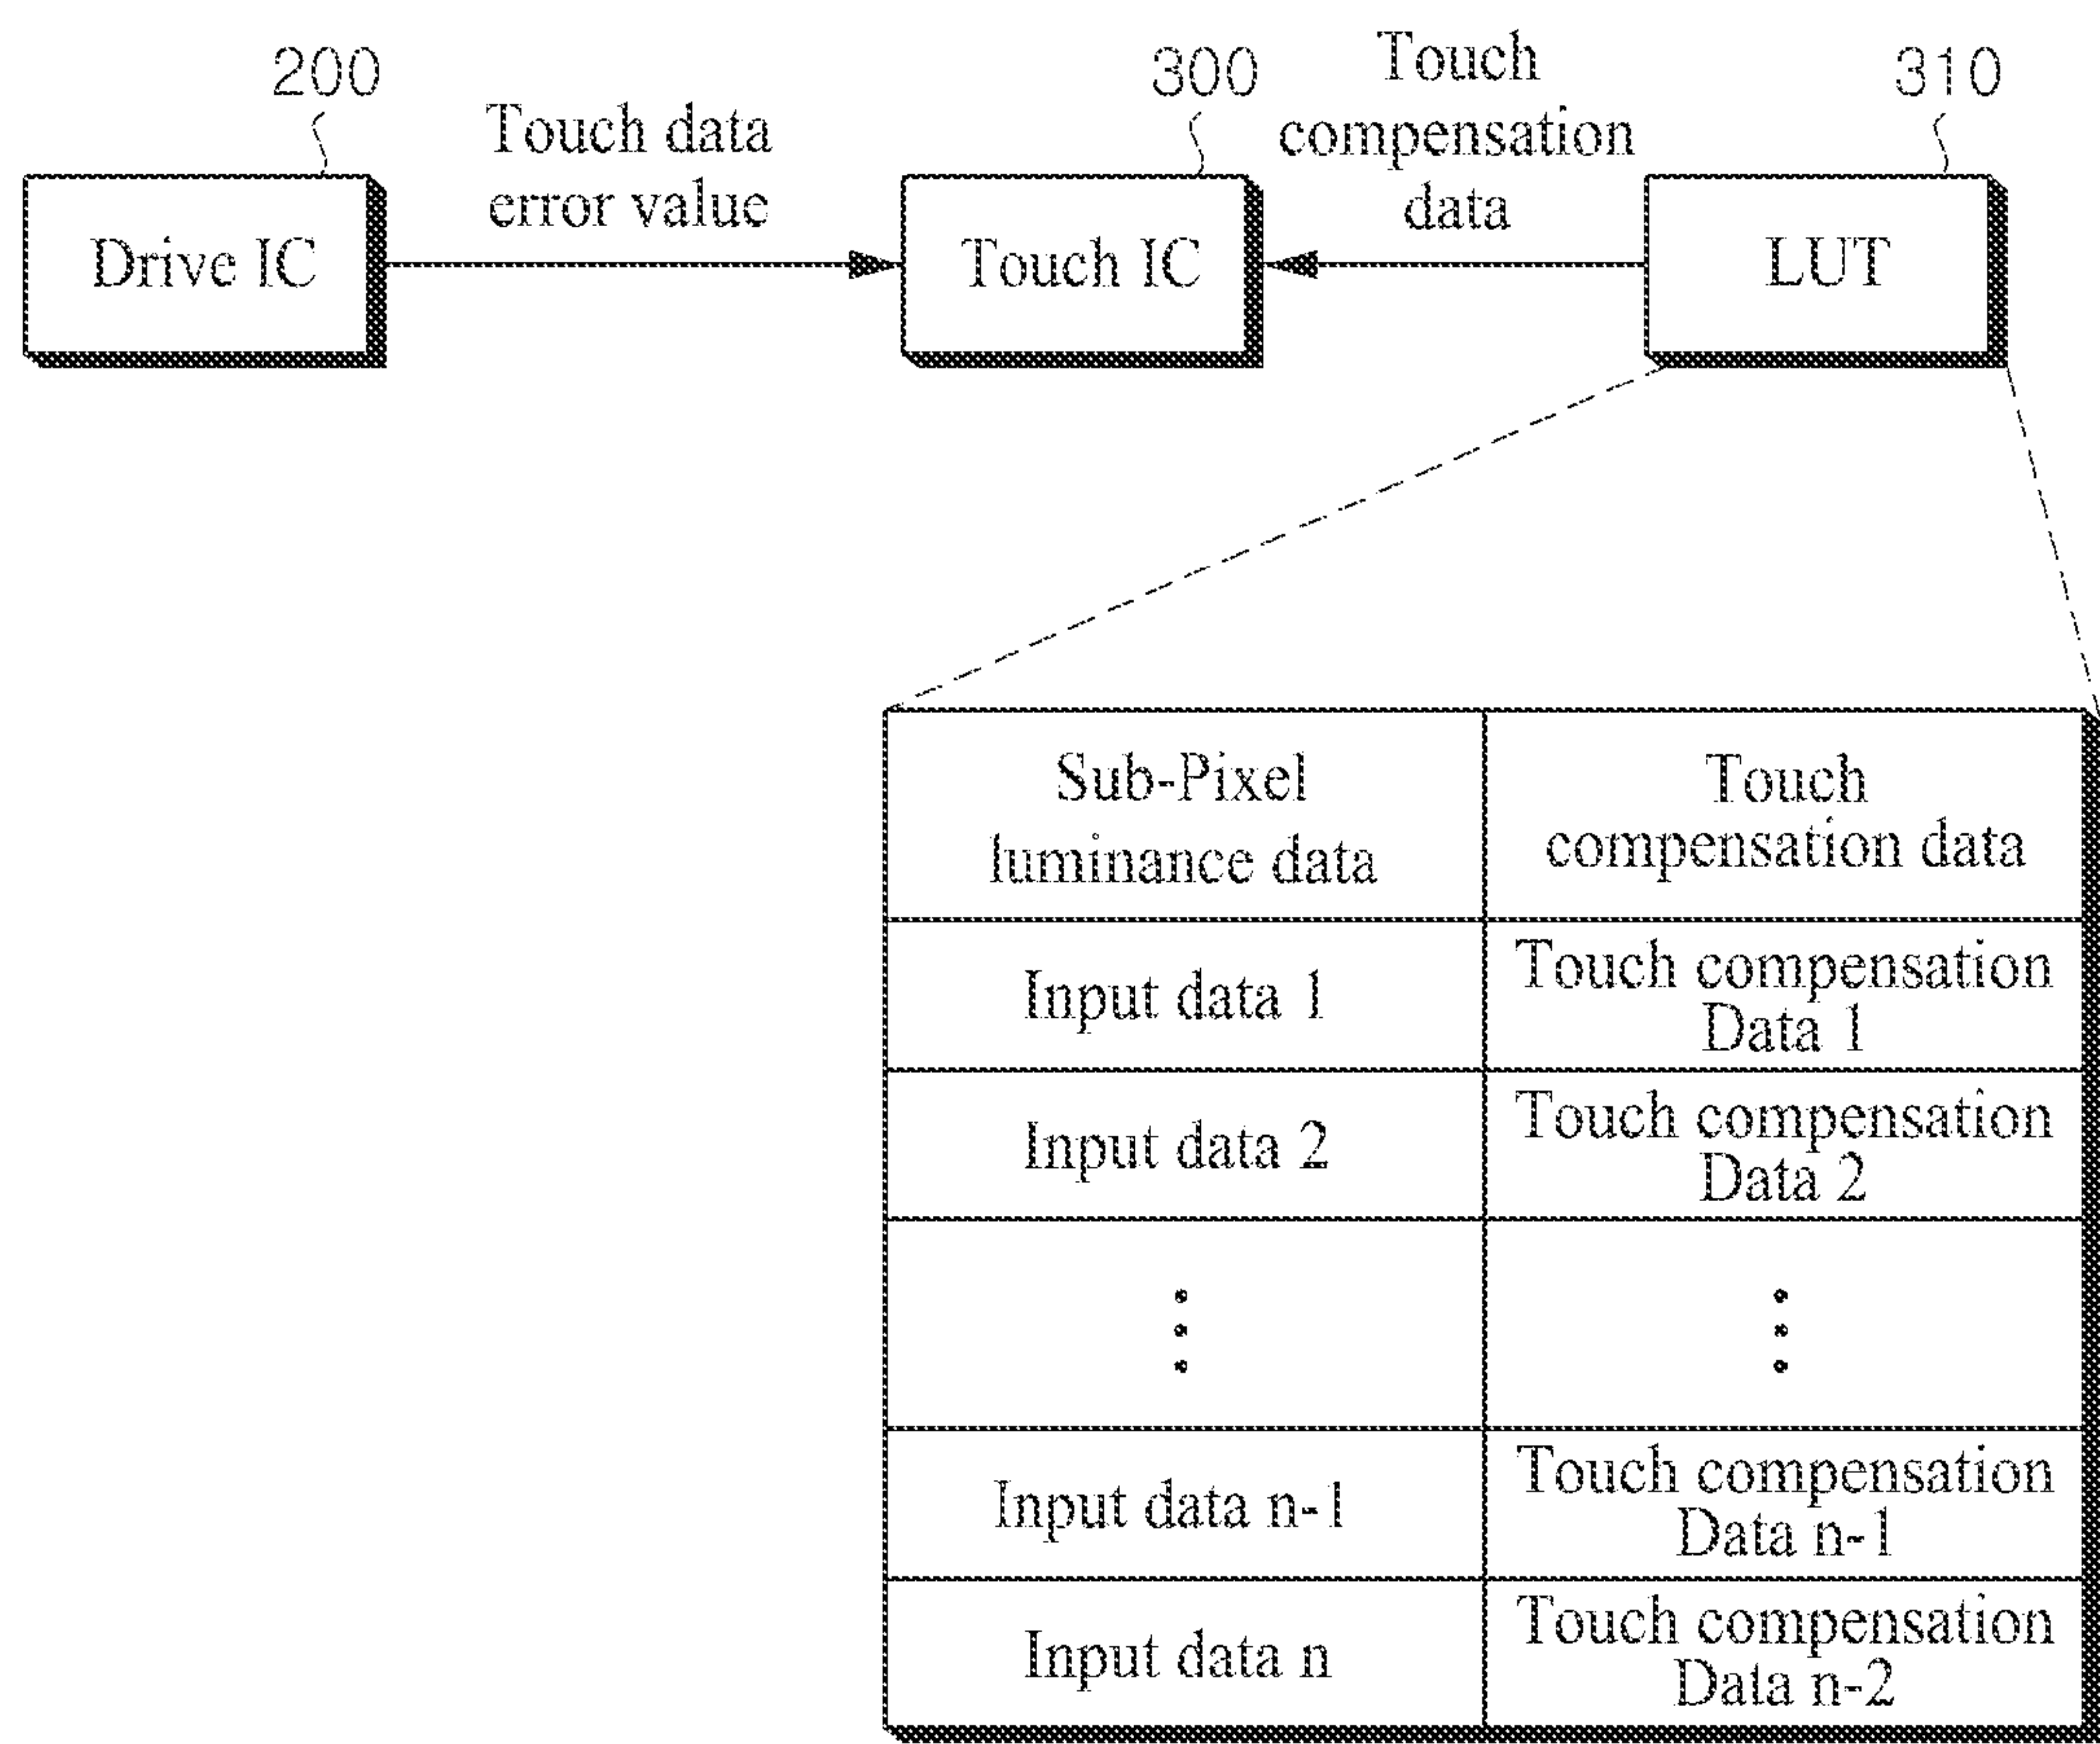 200
Touch data
error value
Drive IC
300
Touch IC
Touch
compensation
data
310
LUT
Sub-Pixel
luminance data
Touch
compensation data
Input data 1
Touch compensation
Data 1
Input data 2
Touch compensation
Data 2
Input data n-1
Touch compensation
Data n-1
Input data n
Touch compensation
Data n-2